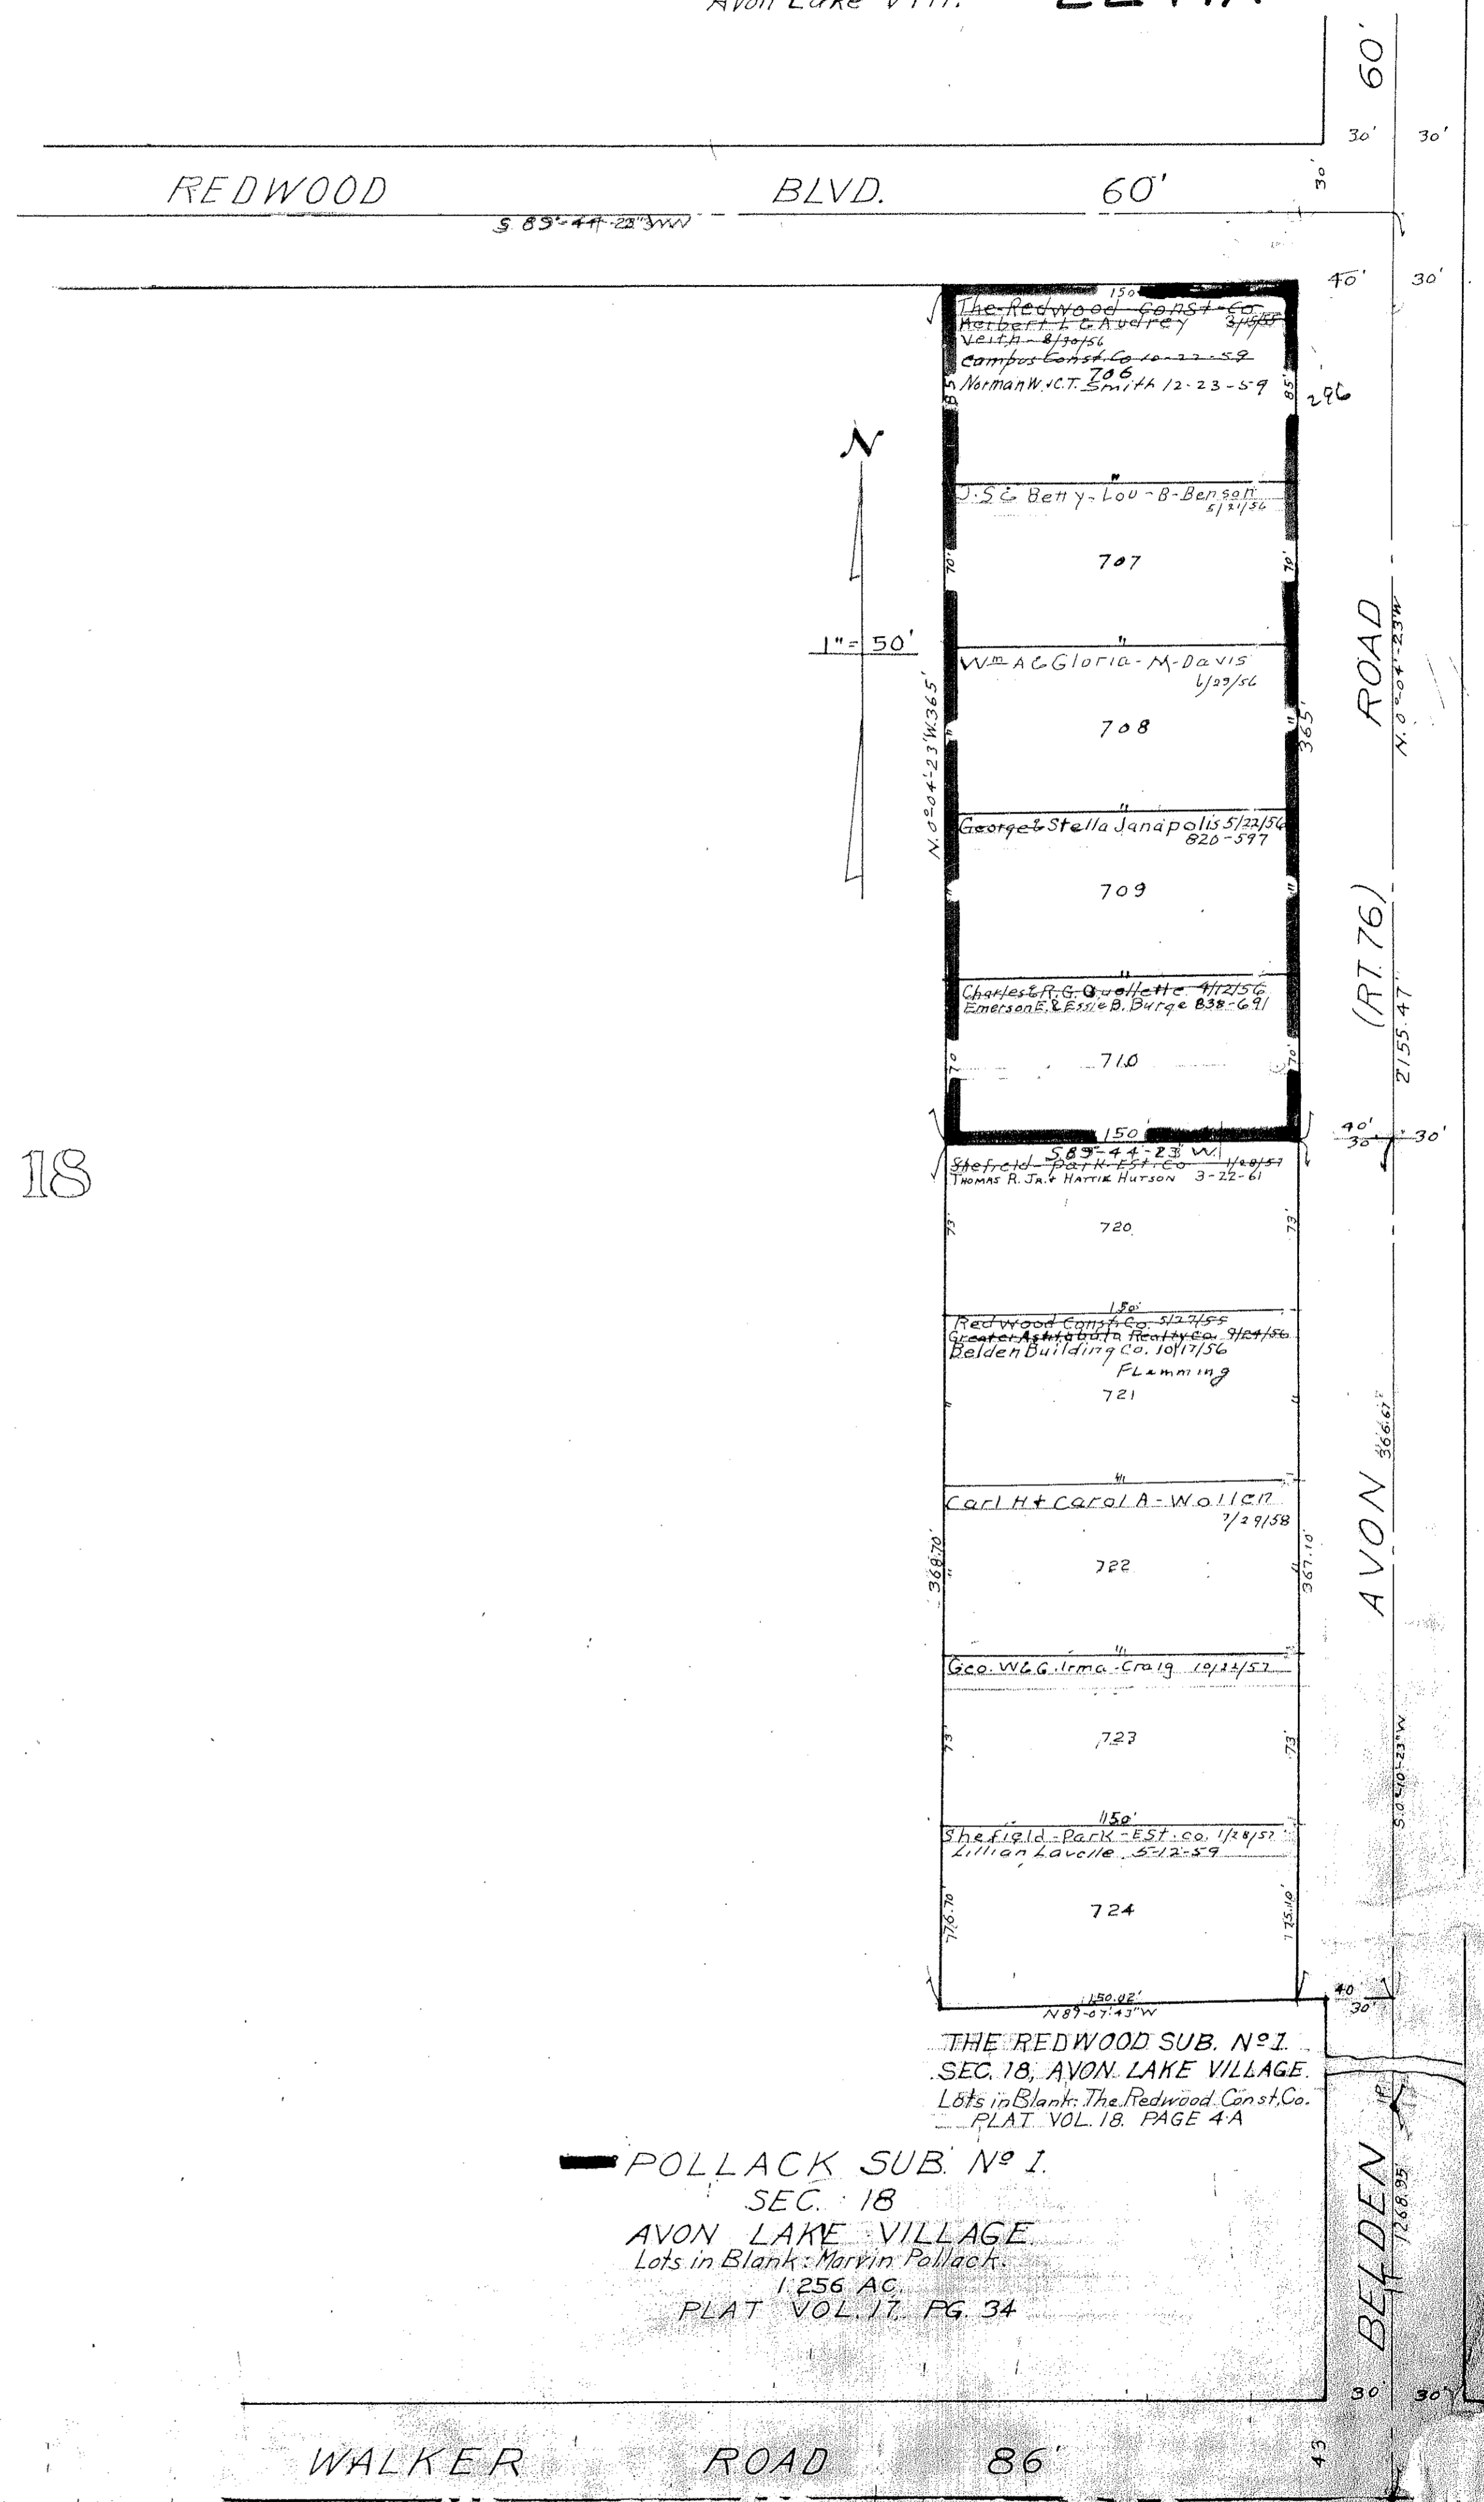 60'
30' 30'
30'
REDWOOD BLVD. 60'
S. 89°-44'-23" W
40' 30'
150'
The Redwood Const Co 3/15/55
Herbert L & Audrey
Veith - 8/30/56
Campus Const. Co 10-22-59
706
Norman W. & C.T. Smith 12-23-59
85' 85'
296
N
1" = 50'
"
J. S & Betty-Lou-B-Benson
5/21/56
707
70' 70'
"
Wm A & Gloria-M-Davis
6/29/56
708
" "
N. 0°-04'-23" W. 365'
365'
ROAD
N. 0°-04'-23" W
"
George & Stella Janapolis 5/22/56
820-597
709
" "
(RT. 76)
2155.47'
"
Charles & R. G. Ouellette 4/12/56
Emerson E. & Essie B. Burge 838-691
710
70 70'
150
S 89°-44'-23" W.
40'
30' 30'
18
Shefield-Park-Est. Co 1/28/57
THOMAS R. JR. & HATTIE HUTSON 3-22-61
720
73' 73'
150'
Redwood Const. Co. 5/27/55
Greater Ashtabula Realty Co. 9/24/56
Belden Building Co. 10/17/56
Flemming
721
" "
366.67'
AVON
"
Carl H & Carol A-Wollen
7/29/58
722
368.70'
367.10'
"
Geo. W & G. Irma-Craig
723
73' 73'
S. 0°-10'-23" W
150'
Shefield-Park-Est. Co. 1/28/57
Lillian Lavelle 5-12-59
724
76.70' 75.10'
150.02'
N 89°-07'-43" W
40
30'
THE REDWOOD SUB. Nº 1.
SEC. 18, AVON LAKE VILLAGE.
Lots in Blank: The Redwood Const. Co.
PLAT VOL. 18. PAGE 4-A
POLLACK SUB. Nº 1.
SEC. 18
AVON LAKE VILLAGE
Lots in Blank: Marvin Pollack.
1.256 AC.
PLAT VOL. 17. PG. 34
BELDEN
1268.95'
30' 30'
43
WALKER ROAD 86'